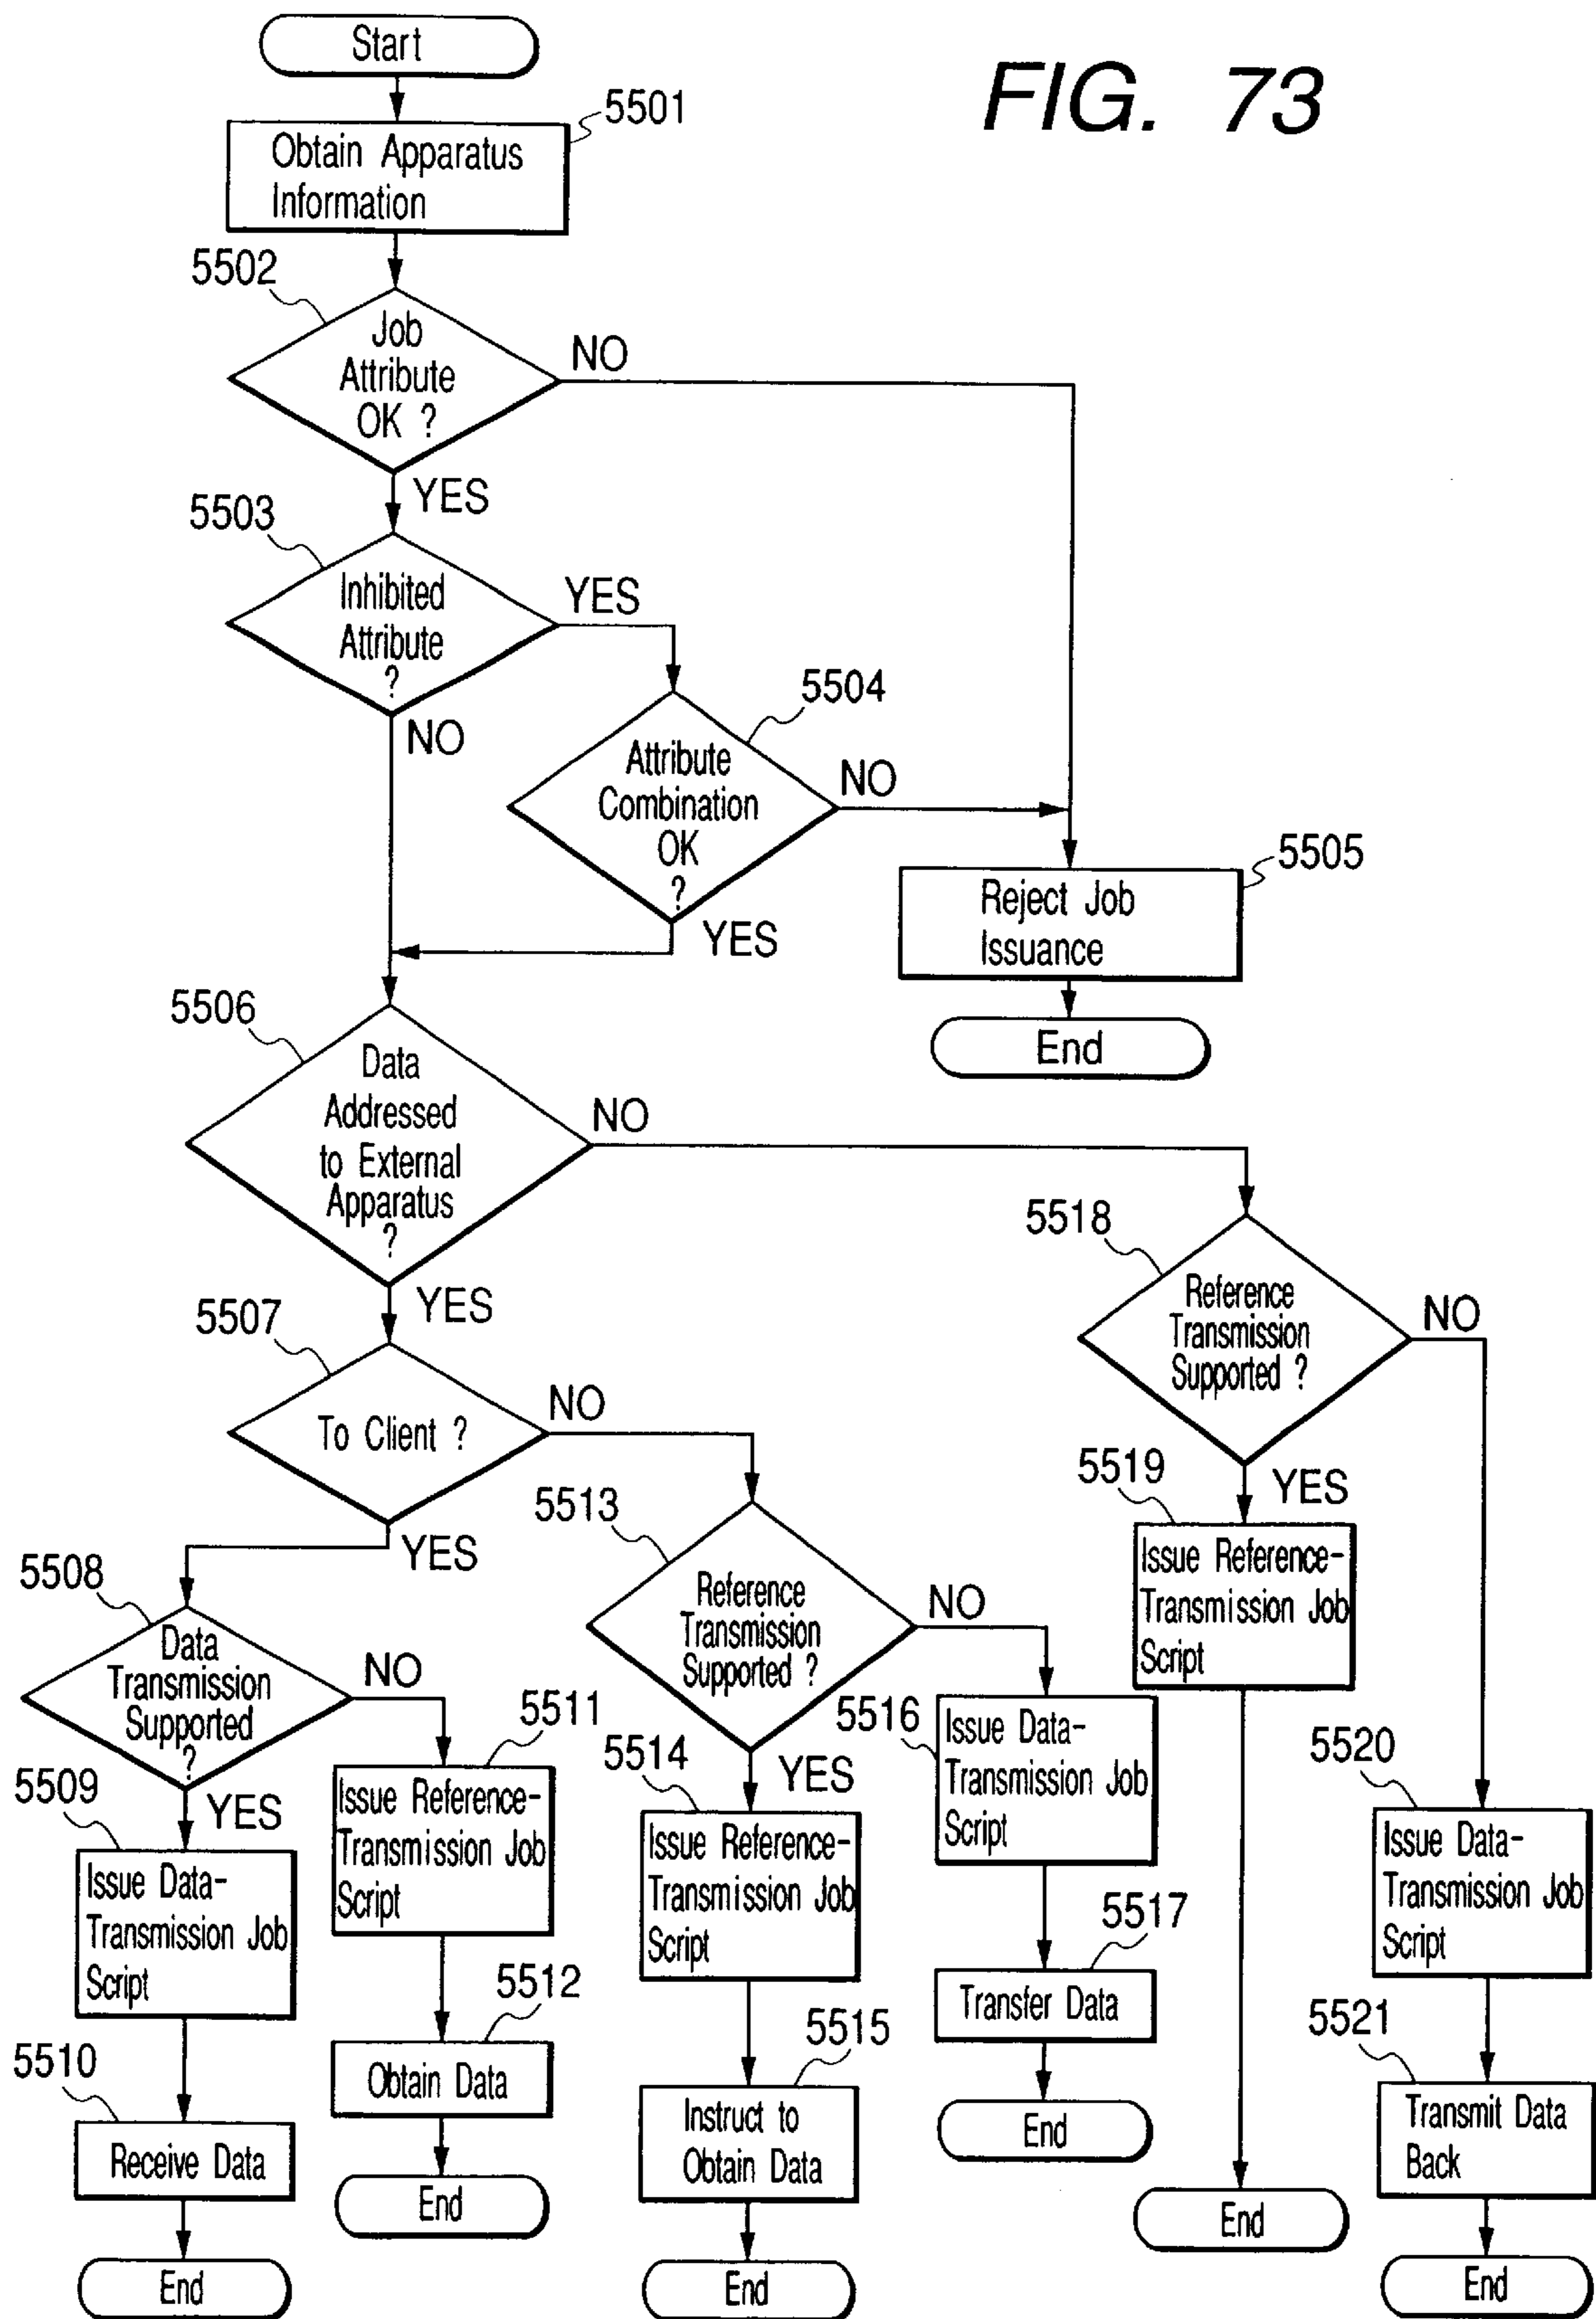 Start
FIG. 73
5501
Obtain Apparatus
Information
5502
Job
Attribute
OK ?
NO
YES
5503
Inhibited
Attribute
?
YES
NO
5504
Attribute
Combination
OK
?
NO
YES
5505
Reject Job
Issuance
End
5506
Data
Addressed
to External
Apparatus
?
NO
YES
5507
To Client ?
NO
YES
5518
Reference
Transmission
Supported ?
NO
YES
5519
Issue Reference-
Transmission Job
Script
End
5508
Data
Transmission
Supported
?
NO
YES
5509
Issue Data-
Transmission Job
Script
5510
Receive Data
End
5511
Issue Reference-
Transmission Job
Script
5512
Obtain Data
End
5513
Reference
Transmission
Supported ?
NO
YES
5514
Issue Reference-
Transmission Job
Script
5515
Instruct to
Obtain Data
End
5516
Issue Data-
Transmission Job
Script
5517
Transfer Data
End
5520
Issue Data-
Transmission Job
Script
5521
Transmit Data
Back
End